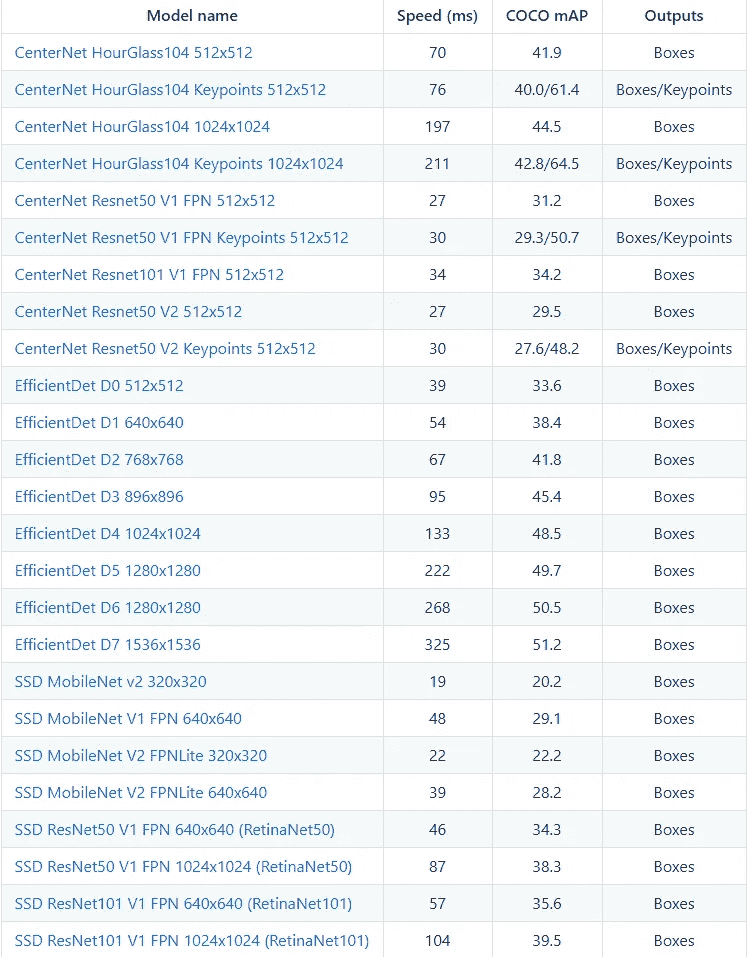 Model name Speed (ms) COCO mAP Outputs
CenterNet HourGlass104 512x512 70 41.9 Boxes
CenterNet HourGlass104 Keypoints 512x512 76 40.0/61.4 Boxes/Keypoints
CenterNet HourGlass104 1024x1024 197 44.5 Boxes
CenterNet HourGlass104 Keypoints 1024x1024 211 42.8/64.5 Boxes/Keypoints
CenterNet Resnet50 V1 FPN 512x512 27 31.2 Boxes
CenterNet Resnet50 V1 FPN Keypoints 512x512 30 29.3/50.7 Boxes/Keypoints
CenterNet Resnet101 V1 FPN 512x512 34 34.2 Boxes
CenterNet Resnet50 V2 512x512 27 29.5 Boxes
CenterNet Resnet50 V2 Keypoints 512x512 30 27.6/48.2 Boxes/Keypoints
EfficientDet D0 512x512 39 33.6 Boxes
EfficientDet D1 640x640 54 38.4 Boxes
EfficientDet D2 768x768 67 41.8 Boxes
EfficientDet D3 896x896 95 45.4 Boxes
EfficientDet D4 1024x1024 133 48.5 Boxes
EfficientDet D5 1280x1280 222 49.7 Boxes
EfficientDet D6 1280x1280 268 50.5 Boxes
EfficientDet D7 1536x1536 325 51.2 Boxes
SSD MobileNet v2 320x320 19 20.2 Boxes
SSD MobileNet V1 FPN 640x640 48 29.1 Boxes
SSD MobileNet V2 FPNLite 320x320 22 22.2 Boxes
SSD MobileNet V2 FPNLite 640x640 39 28.2 Boxes
SSD ResNet50 V1 FPN 640x640 (RetinaNet50) 46 34.3 Boxes
SSD ResNet50 V1 FPN 1024x1024 (RetinaNet50) 87 38.3 Boxes
SSD ResNet101 V1 FPN 640x640 (RetinaNet101) 57 35.6 Boxes
SSD ResNet101 V1 FPN 1024x1024 (RetinaNet101) 104 39.5 Boxes